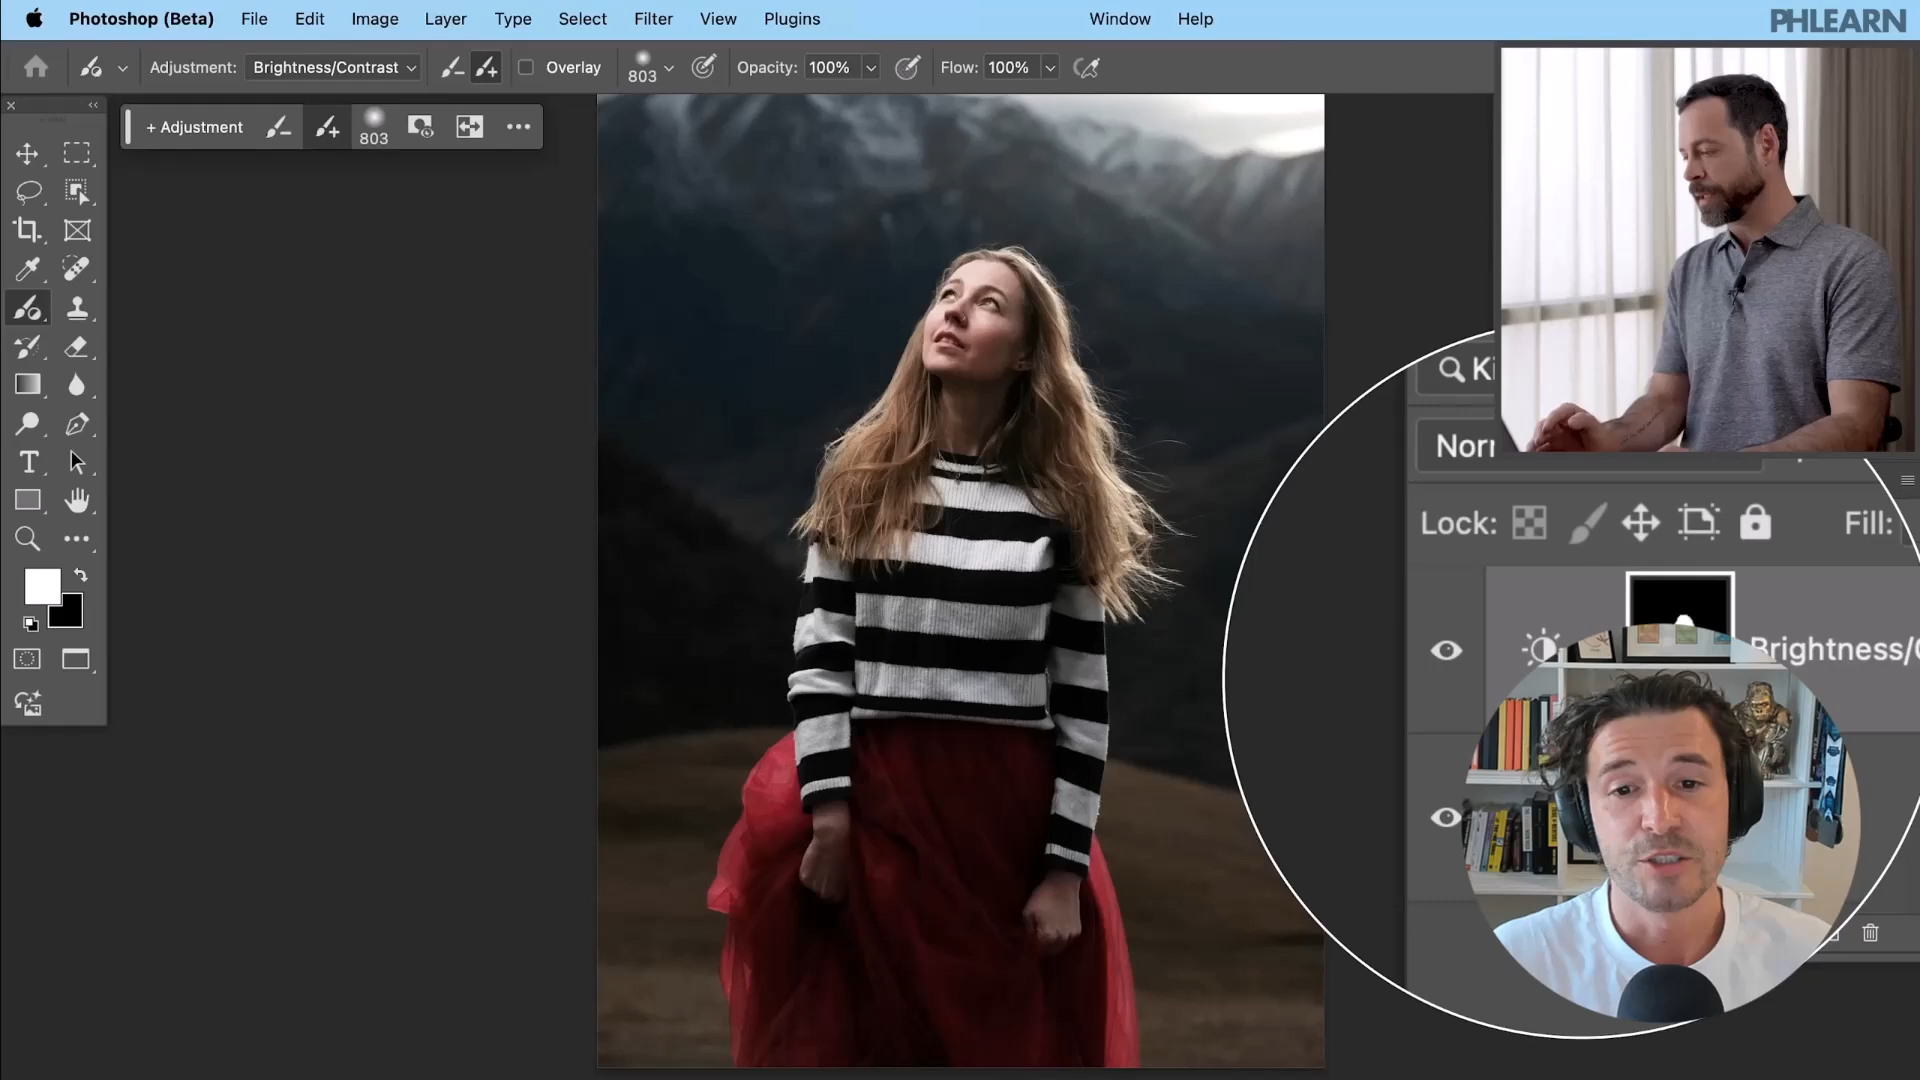 Photoshop (Beta) File Edit Image Layer Type Select Filter View Plugins Window Help
PHLEARN
Adjustment: Brightness/Contrast Overlay 803 Opacity: 100% Flow: 100%
+ Adjustment 803
Nor
Lock: Fill:
Brightness/